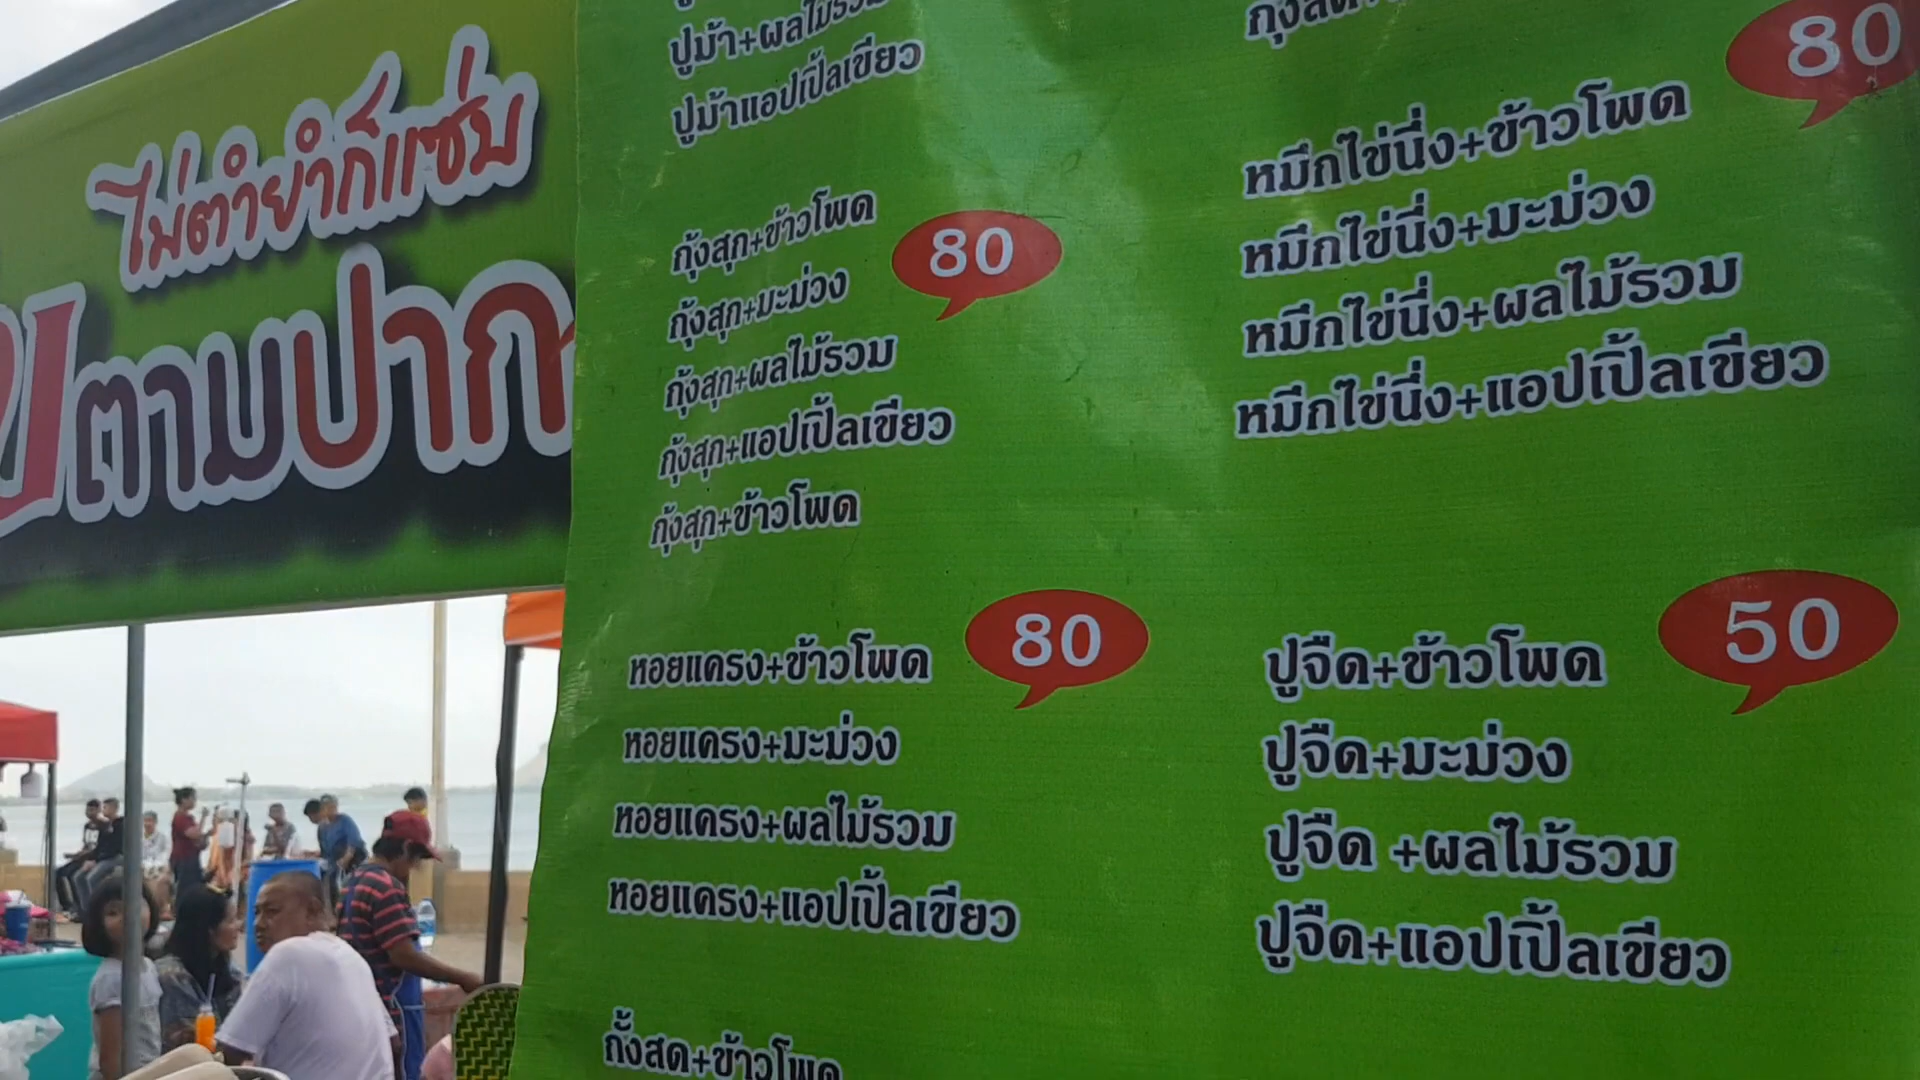 ไม่ตำยำก็แซ่บ
ตามปาก
ปูม้า+ผลไม้รวม
ปูม้าแอปเปิ้ลเขียว
กุ้งสุก+ข้าวโพด
80
กุ้งสุก+มะม่วง
กุ้งสุก+ผลไม้รวม
กุ้งสุก+แอปเปิ้ลเขียว
กุ้งสุก+ข้าวโพด
หอยแครง+ข้าวโพด
80
หอยแครง+มะม่วง
หอยแครง+ผลไม้รวม
หอยแครง+แอปเปิ้ลเขียว
กั้งสด+ข้าวโพด
80
หมึกไข่นึ่ง+ข้าวโพด
หมึกไข่นึ่ง+มะม่วง
หมึกไข่นึ่ง+ผลไม้รวม
หมึกไข่นึ่ง+แอปเปิ้ลเขียว
50
ปูจืด+ข้าวโพด
ปูจืด+มะม่วง
ปูจืด +ผลไม้รวม
ปูจืด+แอปเปิ้ลเขียว